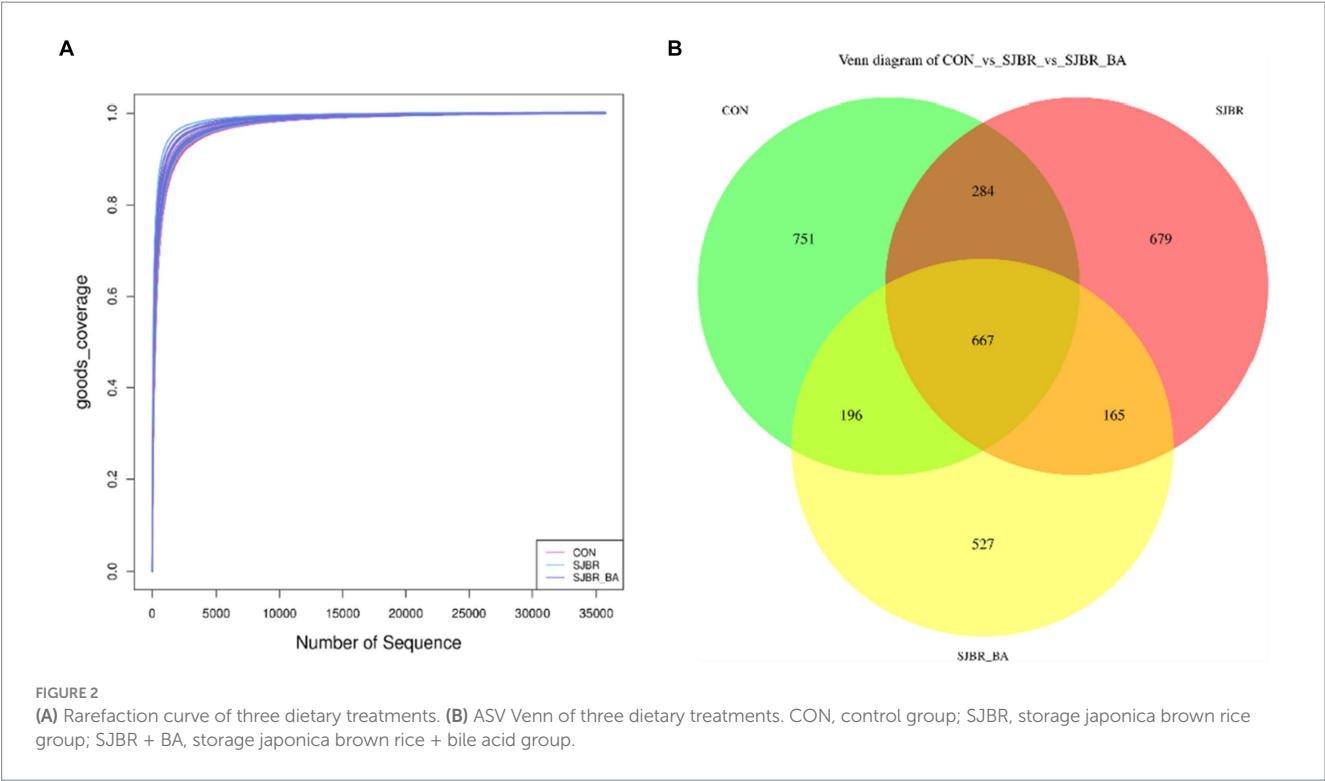 A
1.0
0.8
0.6
0.4
0.2
0.0
goods_coverage
0
5000
10000
15000
20000
25000
30000
35000
Number of Sequence
CON
SJBR
SJBR_BA
B
Venn diagram of CON_vs_SJBR_vs_SJBR_BA
CON
SJBR
284
751
679
667
196
165
527
SJBR_BA
FIGURE 2
(A) Rarefaction curve of three dietary treatments. (B) ASV Venn of three dietary treatments. CON, control group; SJBR, storage japonica brown rice
group; SJBR + BA, storage japonica brown rice + bile acid group.